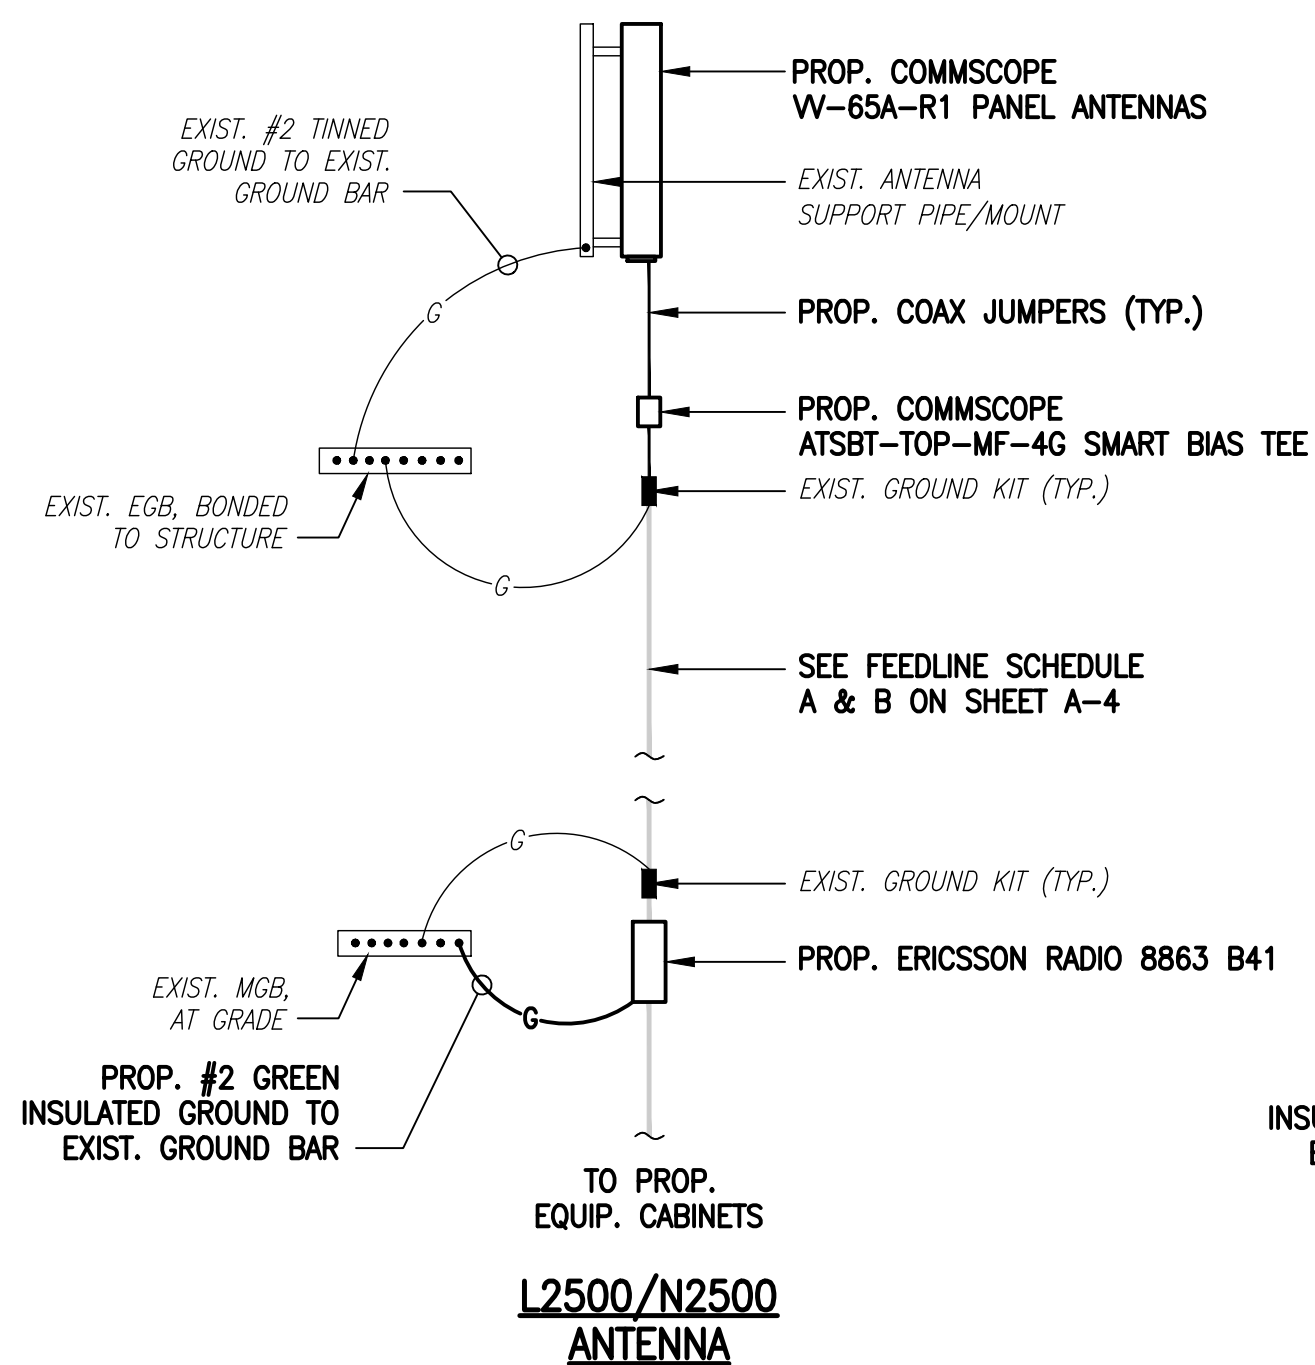 PROP. COMMSCOPE
VV-65A-R1 PANEL ANTENNAS
EXIST. #2 TINNED
GROUND TO EXIST.
GROUND BAR
EXIST. ANTENNA
SUPPORT PIPE/MOUNT
G
PROP. COAX JUMPERS (TYP.)
PROP. COMMSCOPE
ATSBT-TOP-MF-4G SMART BIAS TEE
EXIST. GROUND KIT (TYP.)
EXIST. EGB, BONDED
TO STRUCTURE
G
SEE FEEDLINE SCHEDULE
A & B ON SHEET A-4
G
EXIST. GROUND KIT (TYP.)
PROP. ERICSSON RADIO 8863 B41
EXIST. MGB,
AT GRADE
G
PROP. #2 GREEN
INSULATED GROUND TO
EXIST. GROUND BAR
TO PROP.
EQUIP. CABINETS
L2500/N2500
ANTENNA